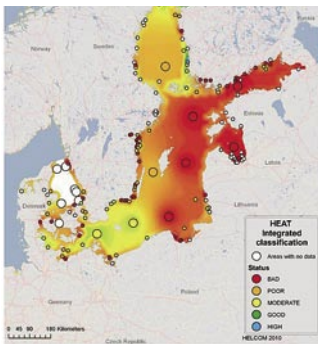 Norway
Sweden
Estonia
Latvia
Denmark
Lithuania
Germany
Poland
Czech Republic
HEAT
Integrated
classification
Areas with no data
Status
BAD
POOR
MODERATE
GOOD
HIGH
0 45 90 180 Kilometers
HELCOM 2010